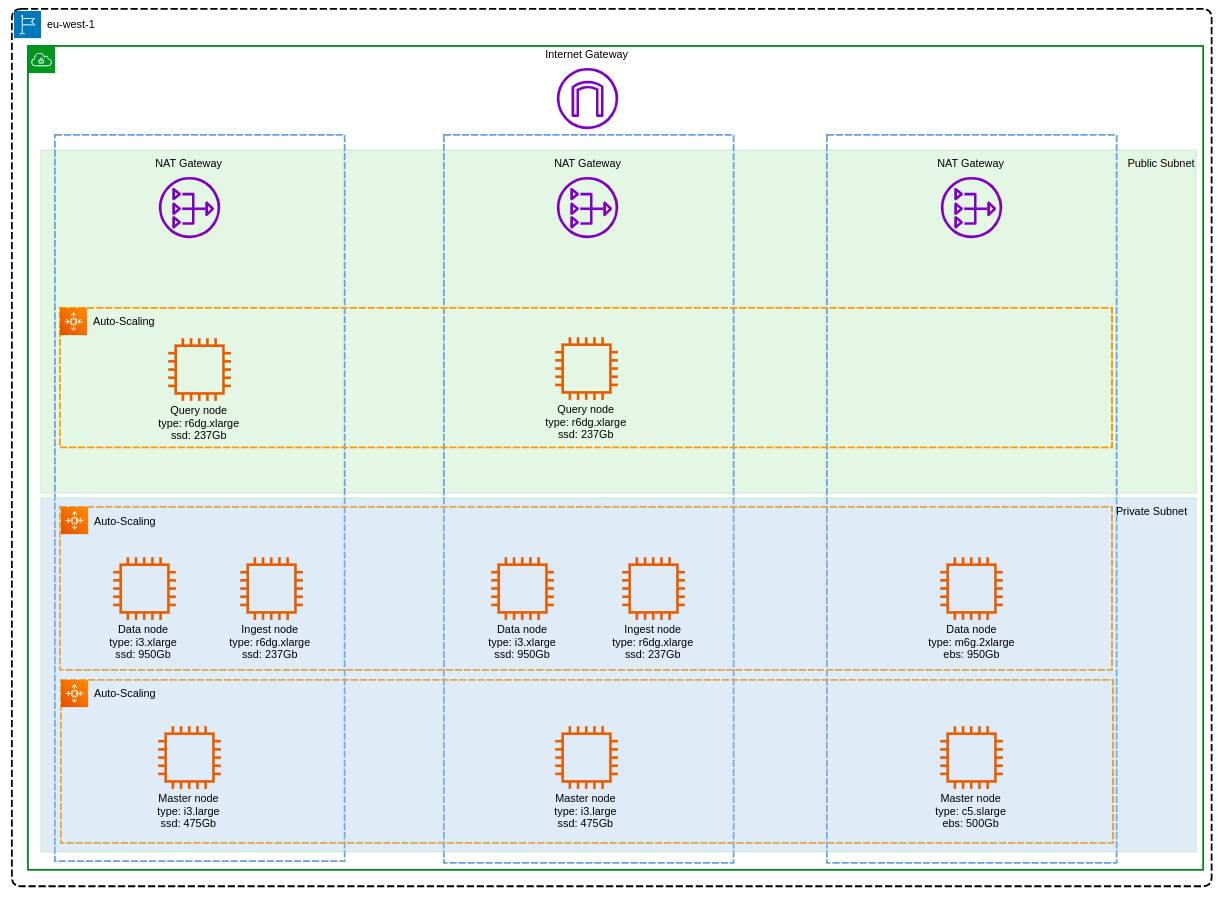 eu-west-1
Internet Gateway
NAT Gateway
NAT Gateway
NAT Gateway
Public Subnet
Auto-Scaling
Query node
type: r6dg.xlarge
ssd: 237Gb
Query node
type: r6dg.xlarge
ssd: 237Gb
Private Subnet
Auto-Scaling
Data node
type: i3.xlarge
ssd: 950Gb
Ingest node
type: r6dg.xlarge
ssd: 237Gb
Data node
type: i3.xlarge
ssd: 950Gb
Ingest node
type: r6dg.xlarge
ssd: 237Gb
Data node
type: m6g.2xlarge
ebs: 950Gb
Auto-Scaling
Master node
type: i3.large
ssd: 475Gb
Master node
type: i3.large
ssd: 475Gb
Master node
type: c5.slarge
ebs: 500Gb